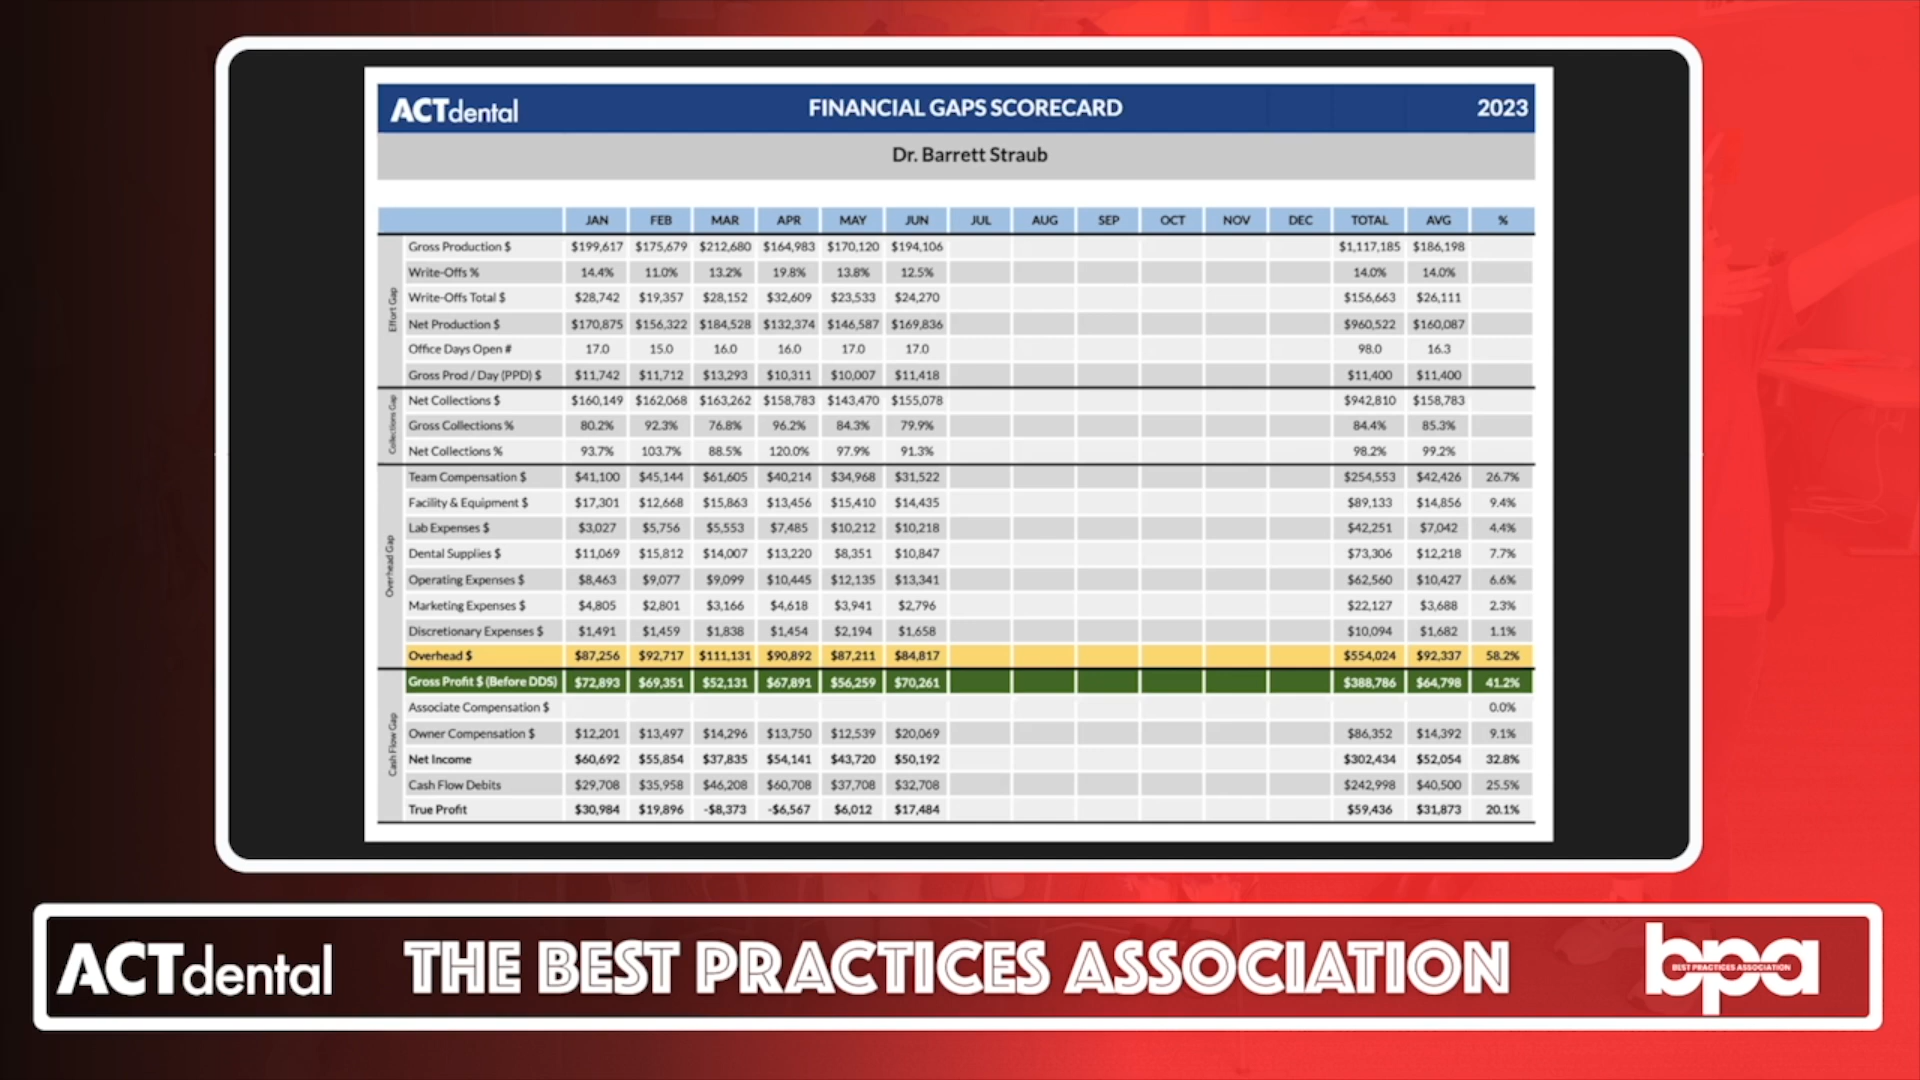 ACTdental FINANCIAL GAPS SCORECARD 2023
Dr. Barrett Straub
JAN FEB MAR APR MAY JUN JUL AUG SEP OCT NOV DEC TOTAL AVG %
Effort Gap
Gross Production $ $199,617 $175,679 $212,680 $164,983 $170,120 $194,106 $1,117,185 $186,198
Write-Offs % 14.4% 11.0% 13.2% 19.8% 13.8% 12.5% 14.0% 14.0%
Write-Offs Total $ $28,742 $19,357 $28,152 $32,609 $23,533 $24,270 $156,663 $26,111
Net Production $ $170,875 $156,322 $184,528 $132,374 $146,587 $169,836 $960,522 $160,087
Office Days Open # 17.0 15.0 16.0 16.0 17.0 17.0 98.0 16.3
Gross Prod / Day (PPD) $ $11,742 $11,712 $13,293 $10,311 $10,007 $11,418 $11,400 $11,400
Collections Gap
Net Collections $ $160,149 $162,068 $163,262 $158,783 $143,470 $155,078 $942,810 $158,783
Gross Collections % 80.2% 92.3% 76.8% 96.2% 84.3% 79.9% 84.4% 85.3%
Net Collections % 93.7% 103.7% 88.5% 120.0% 97.9% 91.3% 98.2% 99.2%
Overhead Gap
Team Compensation $ $41,100 $45,144 $61,605 $40,214 $34,968 $31,522 $254,553 $42,426 26.7%
Facility & Equipment $ $17,301 $12,668 $15,863 $13,456 $15,410 $14,435 $89,133 $14,856 9.4%
Lab Expenses $ $3,027 $5,756 $5,553 $7,485 $10,212 $10,218 $42,251 $7,042 4.4%
Dental Supplies $ $11,069 $15,812 $14,007 $13,220 $8,351 $10,847 $73,306 $12,218 7.7%
Operating Expenses $ $8,463 $9,077 $9,099 $10,445 $12,135 $13,341 $62,560 $10,427 6.6%
Marketing Expenses $ $4,805 $2,801 $3,166 $4,618 $3,941 $2,796 $22,127 $3,688 2.3%
Discretionary Expenses $ $1,491 $1,459 $1,838 $1,454 $2,194 $1,658 $10,094 $1,682 1.1%
Overhead $ $87,256 $92,717 $111,131 $90,892 $87,211 $84,817 $554,024 $92,337 58.2%
Cash Flow Gap
Gross Profit $ (Before DDS) $72,893 $69,351 $52,131 $67,891 $56,259 $70,261 $388,786 $64,798 41.2%
Associate Compensation $ 0.0%
Owner Compensation $ $12,201 $13,497 $14,296 $13,750 $12,539 $20,069 $86,352 $14,392 9.1%
Net Income $60,692 $55,854 $37,835 $54,141 $43,720 $50,192 $302,434 $52,054 32.8%
Cash Flow Debits $29,708 $35,958 $46,208 $60,708 $37,708 $32,708 $242,998 $40,500 25.5%
True Profit $30,984 $19,896 -$8,373 -$6,567 $6,012 $17,484 $59,436 $31,873 20.1%
ACTdental THE BEST PRACTICES ASSOCIATION bpa
BEST PRACTICES ASSOCIATION